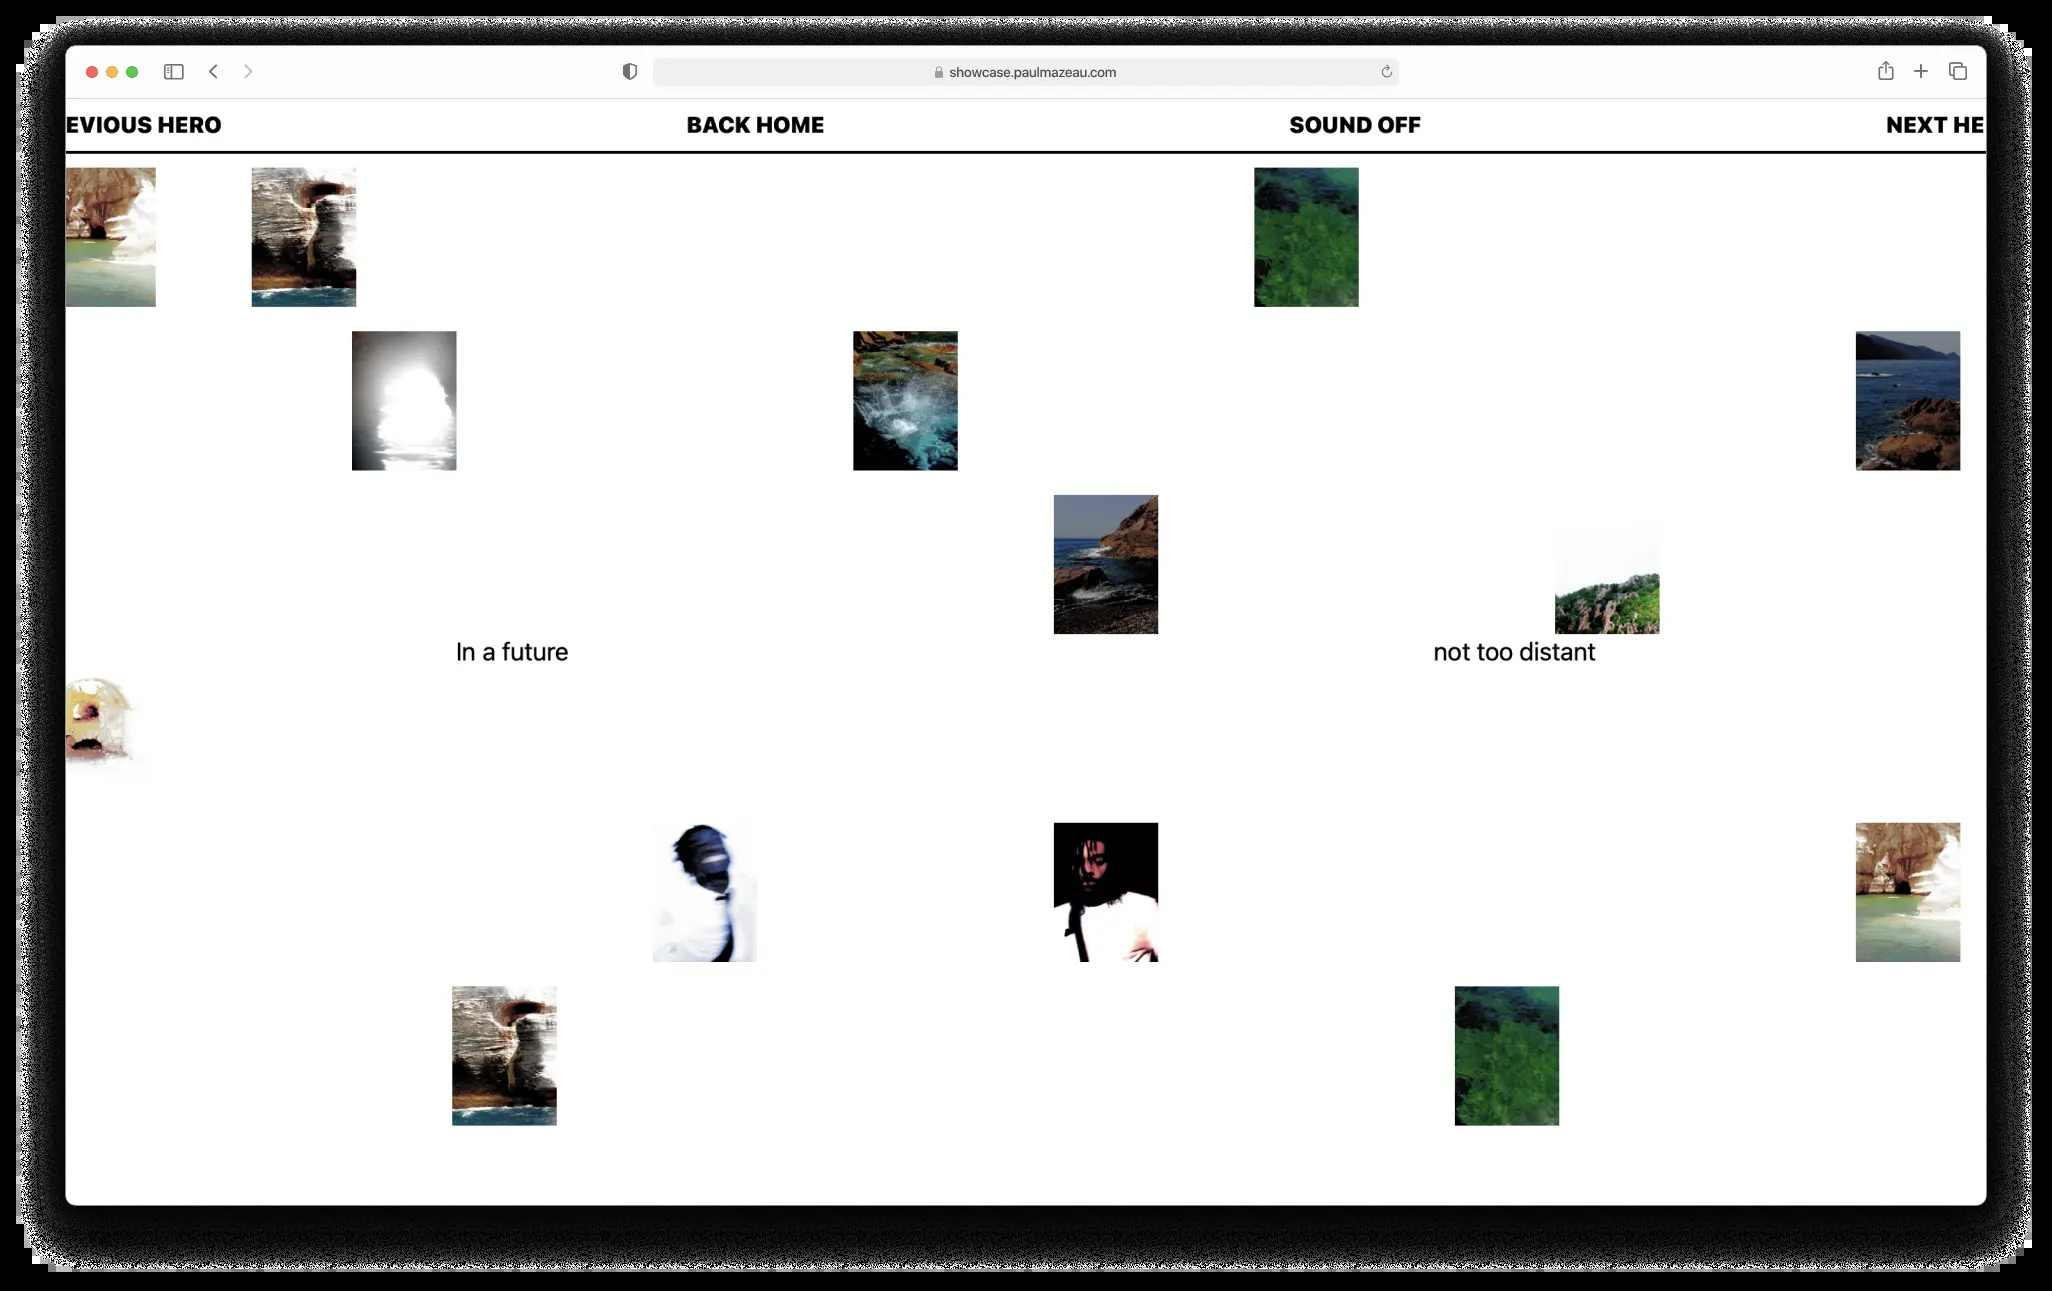 showcase.paulmazeau.com
EVIOUS HERO
BACK HOME
SOUND OFF
NEXT HE
In a future
not too distant